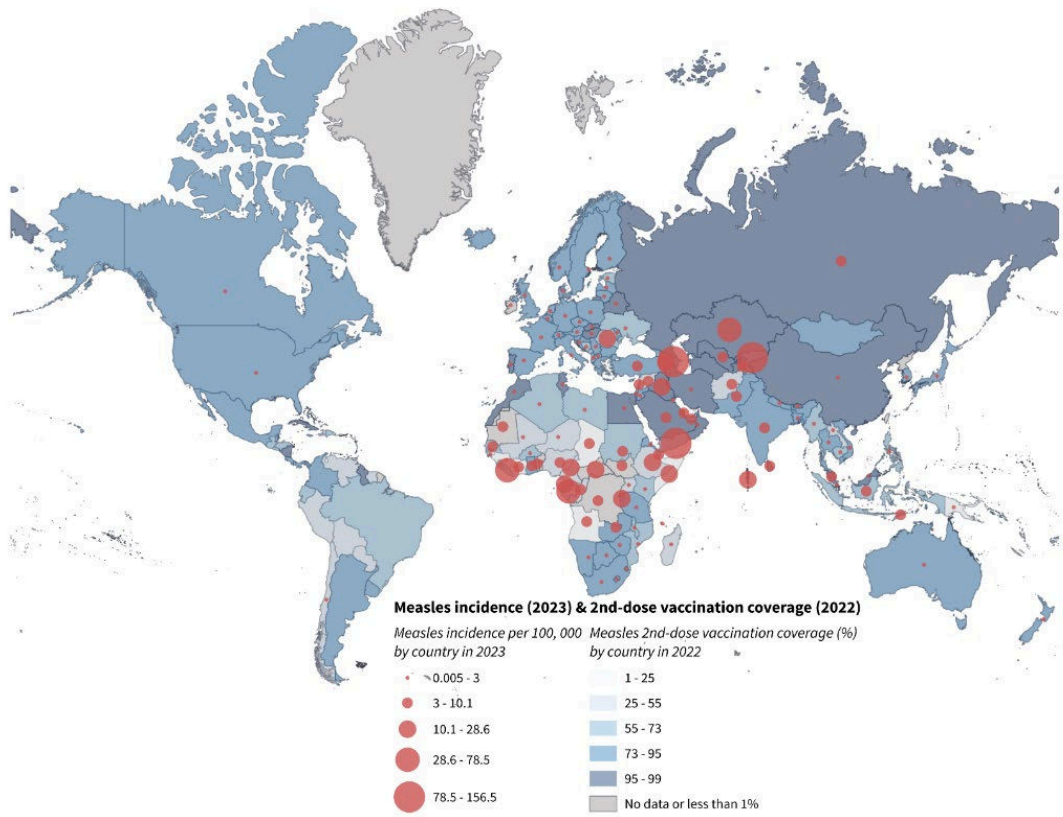 Measles incidence (2023) & 2nd-dose vaccination coverage (2022)
Measles incidence per 100, 000
by country in 2023
0.005 - 3
3 - 10.1
10.1 - 28.6
28.6 - 78.5
78.5 - 156.5
Measles 2nd-dose vaccination coverage (%)
by country in 2022
1 - 25
25 - 55
55 - 73
73 - 95
95 - 99
No data or less than 1%